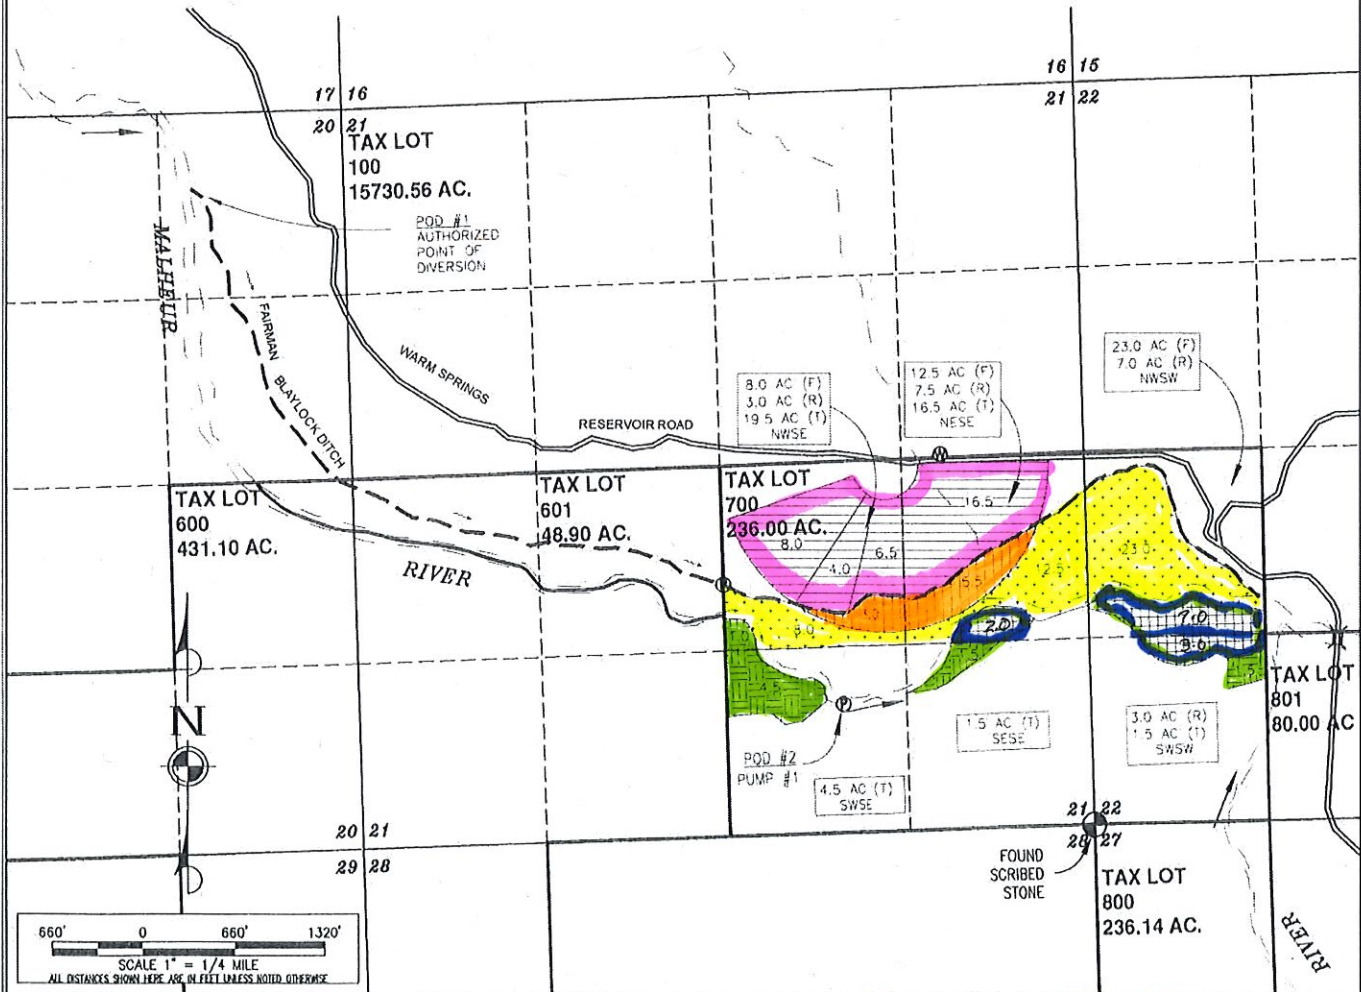 16 15
21 22
17 16
20 21
TAX LOT
100
15730.56 AC.
POD #1
AUTHORIZED
POINT OF
DIVERSION
MALHEUR
FAIRMAN
BLAYLOCK DITCH
WARM SPRINGS
RESERVOIR ROAD
8.0 AC (F)
3.0 AC (R)
19.5 AC (T)
NWSE
12.5 AC (F)
7.5 AC (R)
16.5 AC (T)
NESE
23.0 AC (F)
7.0 AC (R)
NWSW
W
TAX LOT
600
431.10 AC.
TAX LOT
601
48.90 AC.
TAX LOT
700
236.00 AC.
16.5
8.0
6.5
4.0
5.5
2.5
23.0
RIVER
8.0
2.0
7.0
3.0
4.5
P
TAX LOT
801
80.00 AC
N
1.5 AC (T)
SESE
3.0 AC (R)
1.5 AC (T)
SWSW
POD #2
PUMP #1
4.5 AC (T)
SWSE
20 21
29 28
21 22
28 27
FOUND
SCRIBED
STONE
TAX LOT
800
236.14 AC.
RIVER
660' 0 660' 1320'
SCALE 1" = 1/4 MILE
ALL DISTANCES SHOWN HERE ARE IN FEET UNLESS NOTED OTHERWISE